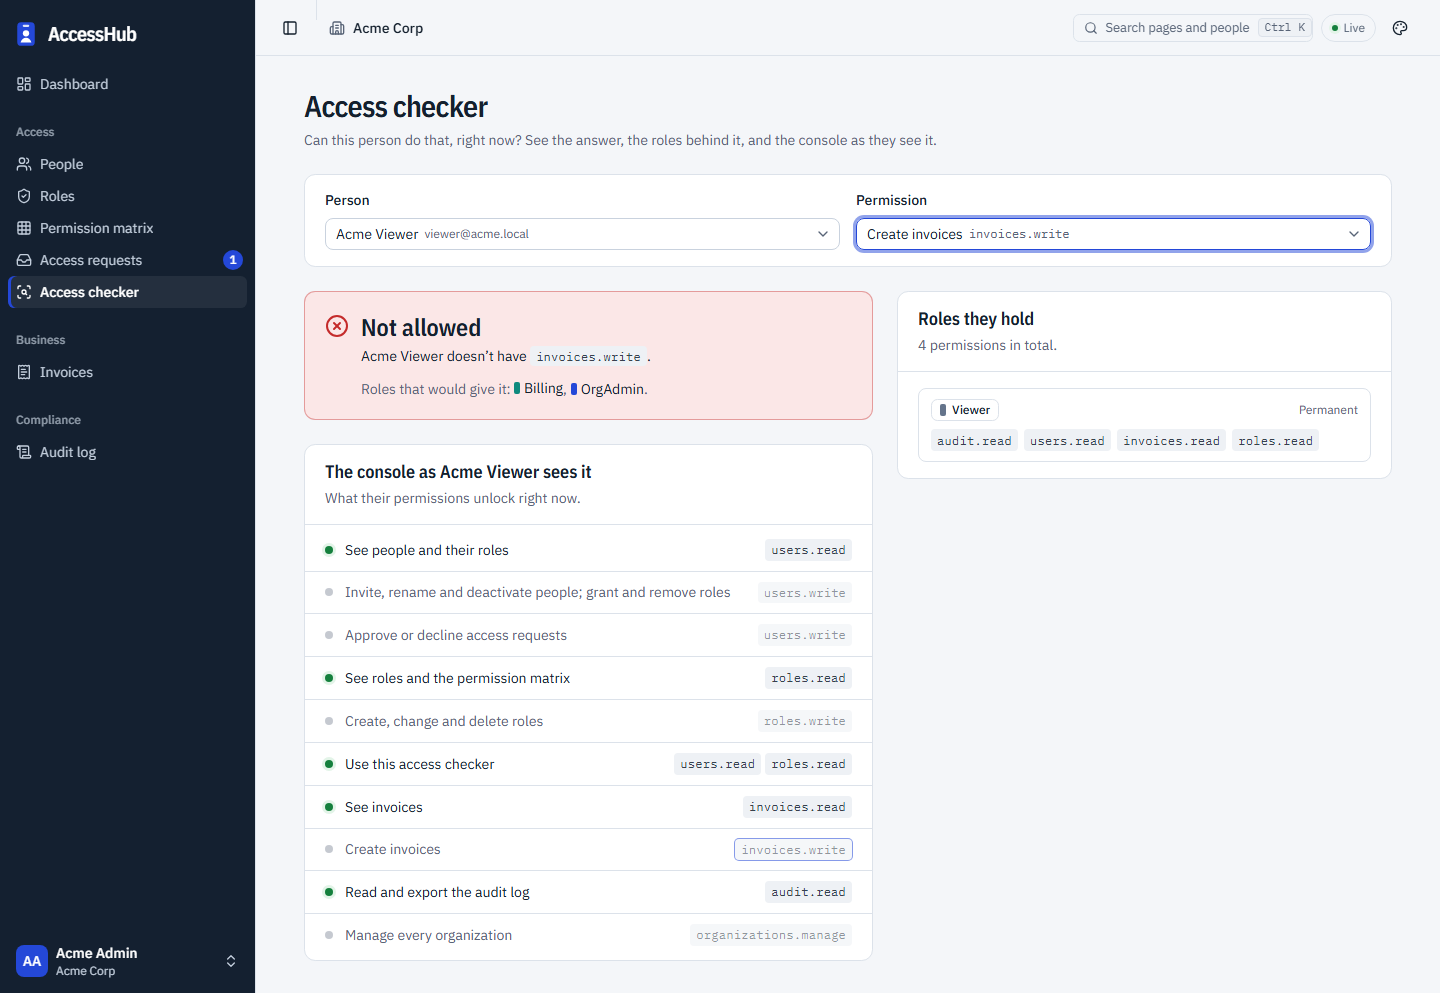 AccessHub
Dashboard
Access
People
Roles
Permission matrix
Access requests 1
Access checker
Business
Invoices
Compliance
Audit log
AA Acme Admin
Acme Corp
Acme Corp
Search pages and people Ctrl K
Live
Access checker
Can this person do that, right now? See the answer, the roles behind it, and the console as they see it.
Person
Acme Viewer viewer@acme.local
Permission
Create invoices invoices.write
Not allowed
Acme Viewer doesn’t have invoices.write.
Roles that would give it: Billing, OrgAdmin.
The console as Acme Viewer sees it
What their permissions unlock right now.
See people and their roles users.read
Invite, rename and deactivate people; grant and remove roles users.write
Approve or decline access requests users.write
See roles and the permission matrix roles.read
Create, change and delete roles roles.write
Use this access checker users.read roles.read
See invoices invoices.read
Create invoices invoices.write
Read and export the audit log audit.read
Manage every organization organizations.manage
Roles they hold
4 permissions in total.
Viewer Permanent
audit.read users.read invoices.read roles.read